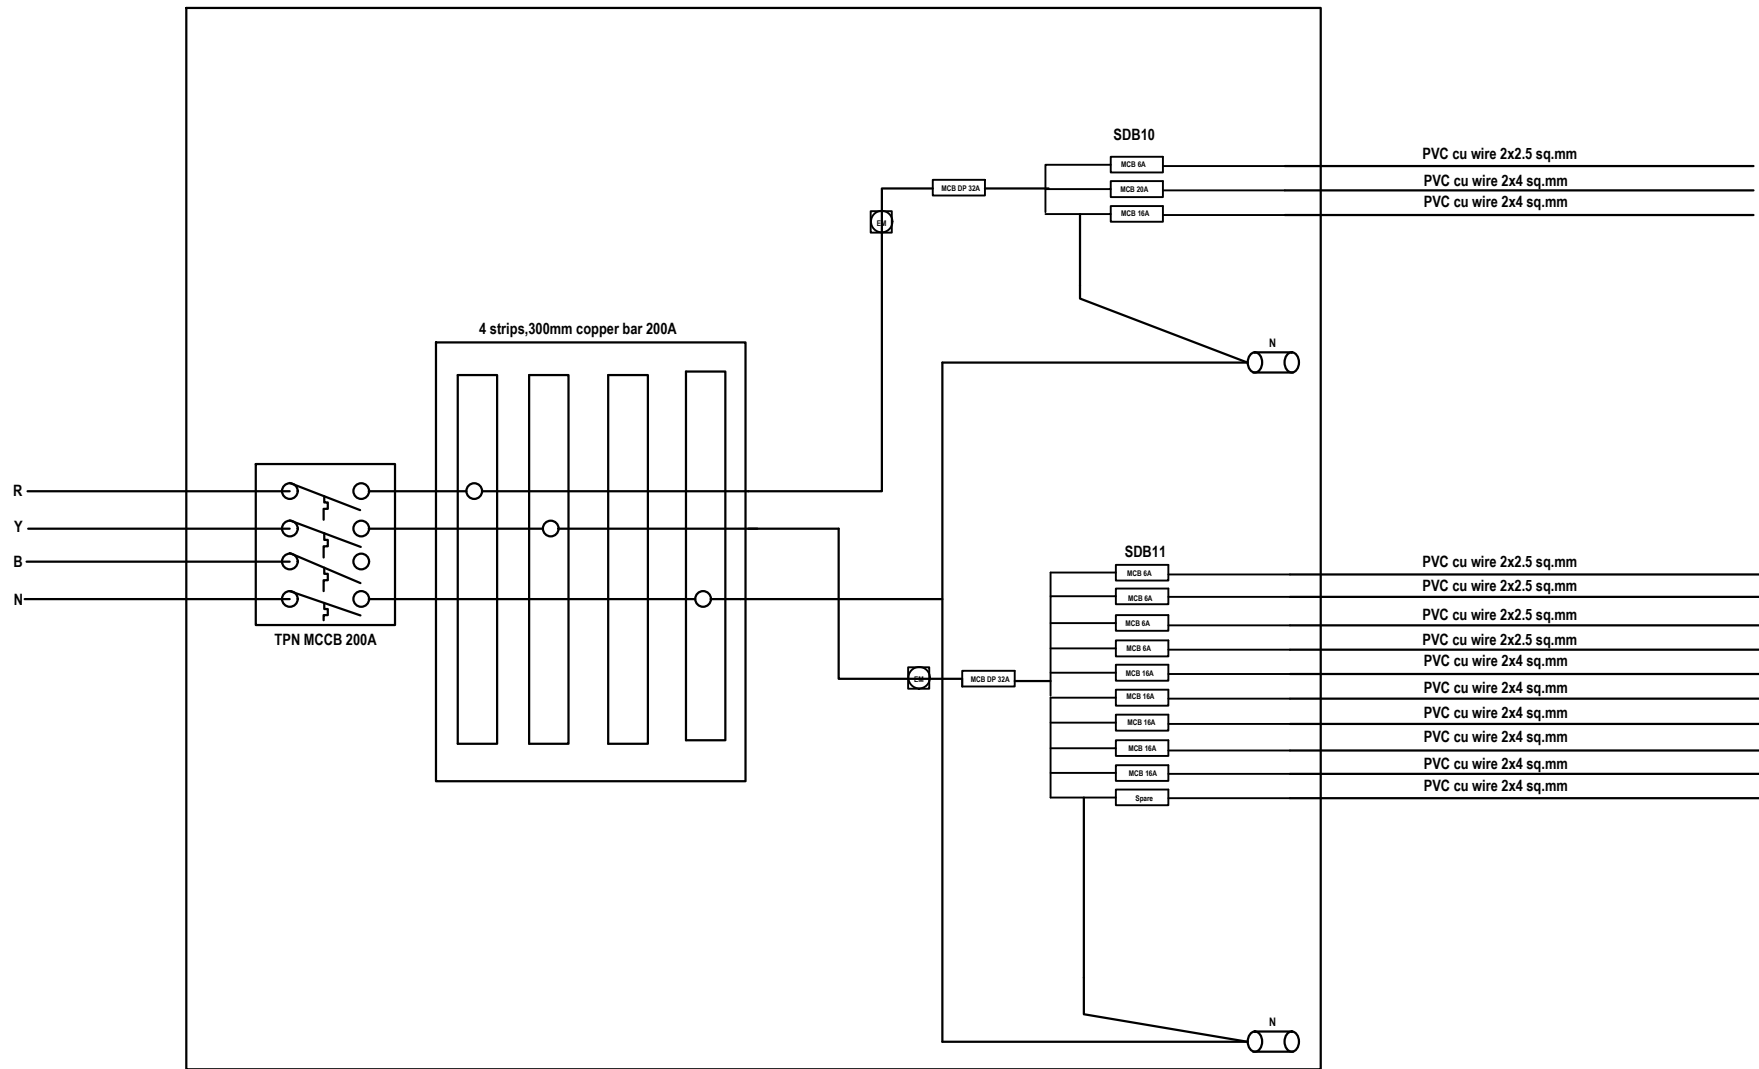 SDB10
MCB 6A
PVC cu wire 2x2.5 sq.mm
MCB DP 32A
MCB 20A
PVC cu wire 2x4 sq.mm
MCB 16A
PVC cu wire 2x4 sq.mm
EM
4 strips,300mm copper bar 200A
N
R
Y
B
N
TPN MCCB 200A
SDB11
MCB 6A
PVC cu wire 2x2.5 sq.mm
MCB 6A
PVC cu wire 2x2.5 sq.mm
MCB 6A
PVC cu wire 2x2.5 sq.mm
MCB 6A
PVC cu wire 2x2.5 sq.mm
EM
MCB DP 32A
MCB 16A
PVC cu wire 2x4 sq.mm
MCB 16A
PVC cu wire 2x4 sq.mm
MCB 16A
PVC cu wire 2x4 sq.mm
MCB 16A
PVC cu wire 2x4 sq.mm
MCB 16A
PVC cu wire 2x4 sq.mm
Spare
PVC cu wire 2x4 sq.mm
N